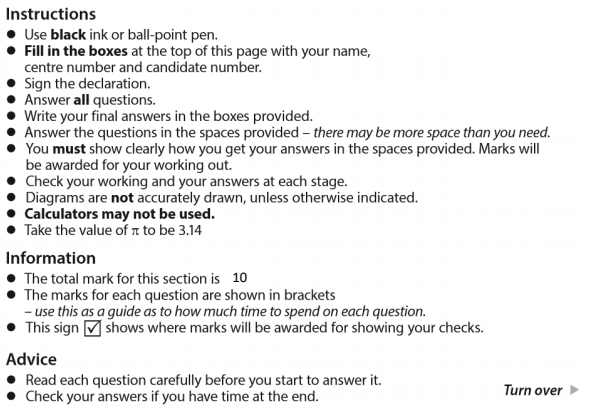 Instructions
● Use black ink or ball-point pen.
● Fill in the boxes at the top of this page with your name,
centre number and candidate number.
● Sign the declaration.
● Answer all questions.
● Write your final answers in the boxes provided.
● Answer the questions in the spaces provided – there may be more space than you need.
● You must show clearly how you get your answers in the spaces provided. Marks will
be awarded for your working out.
● Check your working and your answers at each stage.
● Diagrams are not accurately drawn, unless otherwise indicated.
● Calculators may not be used.
● Take the value of π to be 3.14
Information
● The total mark for this section is 10
● The marks for each question are shown in brackets
– use this as a guide as to how much time to spend on each question.
● This sign ☑ shows where marks will be awarded for showing your checks.
Advice
● Read each question carefully before you start to answer it.
● Check your answers if you have time at the end.
Turn over ▶